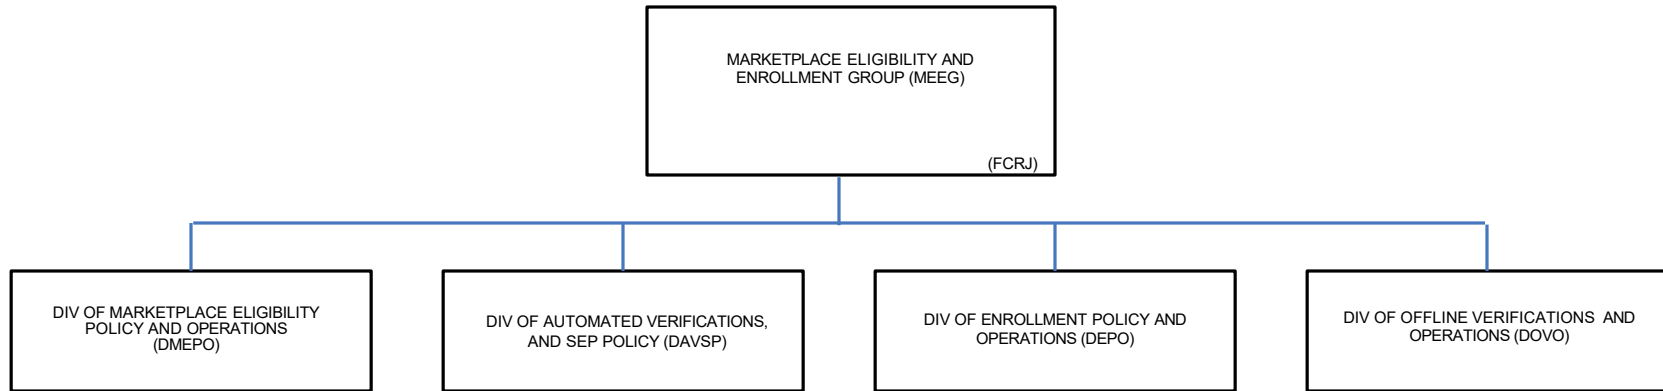 MARKETPLACE ELIGIBILITY AND
ENROLLMENT GROUP (MEEG)
(FCRJ)
DIV OF MARKETPLACE ELIGIBILITY
POLICY AND OPERATIONS
(DMEPO)
DIV OF AUTOMATED VERIFICATIONS,
AND SEP POLICY (DAVSP)
DIV OF ENROLLMENT POLICY AND
OPERATIONS (DEPO)
DIV OF OFFLINE VERIFICATIONS AND
OPERATIONS (DOVO)